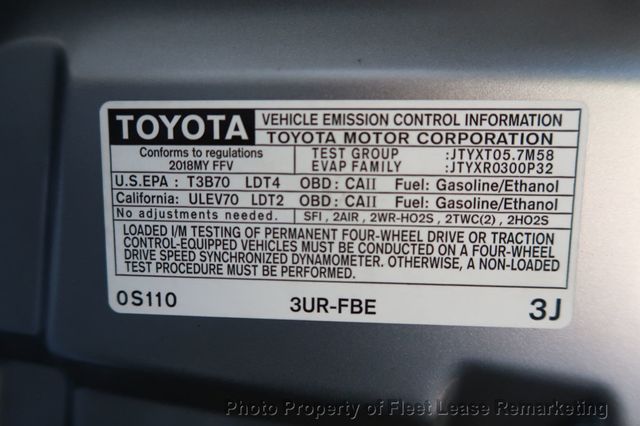 TOYOTA VEHICLE EMISSION CONTROL INFORMATION
TOYOTA MOTOR CORPORATION
Conforms to regulations
2018MY FFV
TEST GROUP :JTYXT05.7M58
EVAP FAMILY :JTYXR0300P32
U.S.EPA : T3B70 LDT4 OBD: CAII Fuel: Gasoline/Ethanol
California: ULEV70 LDT2 OBD: CAII Fuel: Gasoline/Ethanol
No adjustments needed. SFI , 2AIR , 2WR-HO2S , 2TWC(2) , 2HO2S
LOADED I/M TESTING OF PERMANENT FOUR-WHEEL DRIVE OR TRACTION
CONTROL-EQUIPPED VEHICLES MUST BE CONDUCTED ON A FOUR-WHEEL
DRIVE SPEED SYNCHRONIZED DYNAMOMETER. OTHERWISE, A NON-LOADED
TEST PROCEDURE MUST BE PERFORMED.
0S110 3UR-FBE 3J
Photo Property of Fleet Lease Remarketing